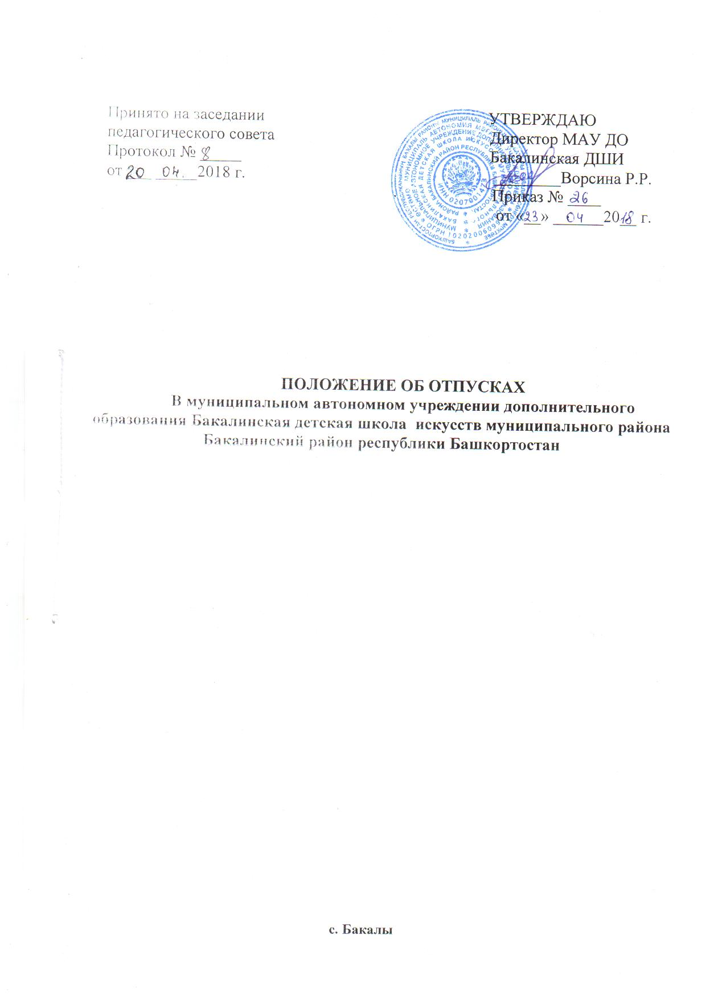 Принято на заседании
педагогического совета
Протокол № 8
от 20 04. 2018 г.
УТВЕРЖДАЮ
Директор МАУ ДО
Бакалинская ДШИ
Ворсина Р.Р.
Приказ № 26
от «23» 04 2018 г.
ИНН 0207001473
ПОЛОЖЕНИЕ ОБ ОТПУСКАХ
В муниципальном автономном учреждении дополнительного
образования Бакалинская детская школа искусств муниципального района
Бакалинский район республики Башкортостан
с. Бакалы